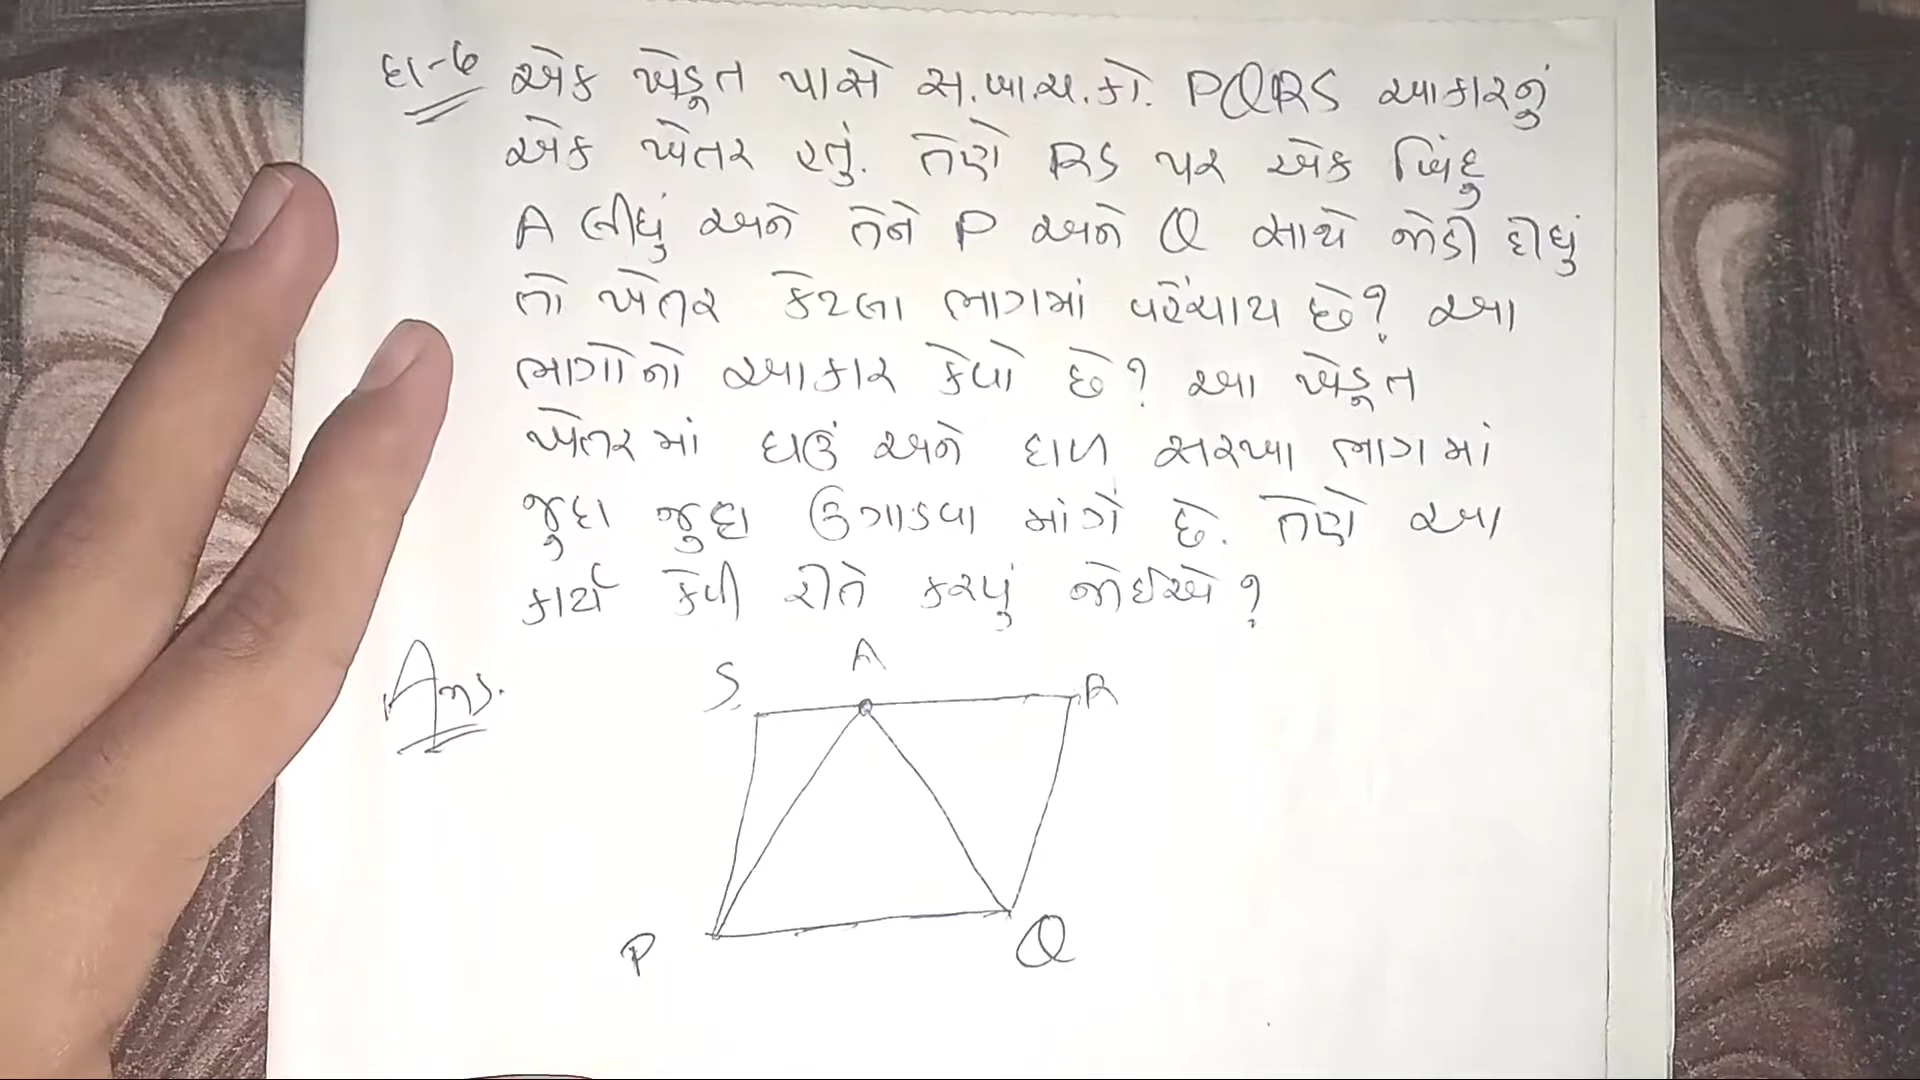 દા-૬ એક ખેડૂત પાસે સ.બા.ચ.કો. PQRS આકારનું
એક ખેતર હતું. તેણે RS પર એક બિંદુ
A લીધું અને તેને P અને Q સાથે જોડી દીધું
તો ખેતર કેટલા ભાગમાં વહેંચાય છે? આ
ભાગોનો આકાર કેવો છે? આ ખેડૂત
ખેતરમાં ઘઉં અને દાળ સરખા ભાગમાં
જુદા જુદા ઉગાડવા માંગે છે. તેણે આ
કાર્ય કેવી રીતે કરવું જોઈએ?
Ans.
S A R
P Q